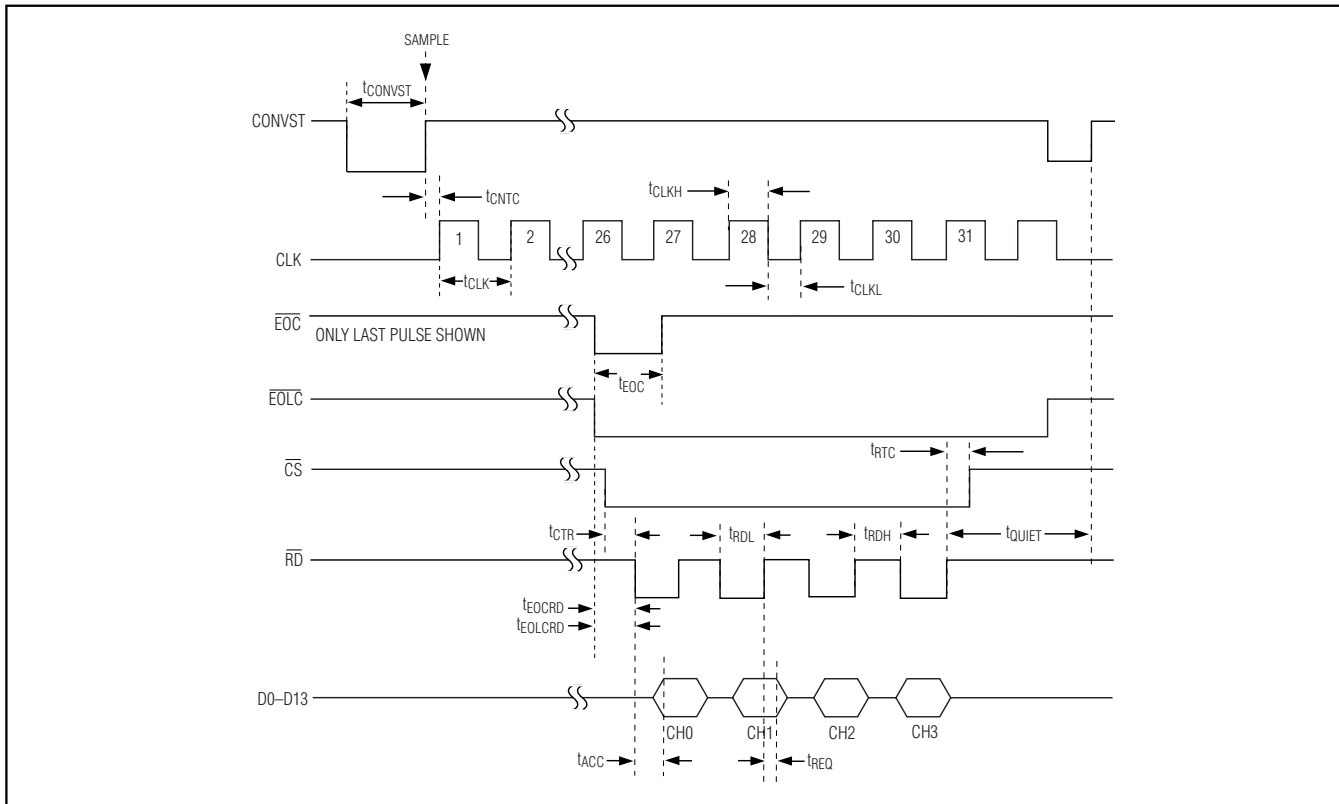 SAMPLE
tCONVST
CONVST
tCNTC
tCLKH
1 2 26 27 28 29 30 31
CLK
tCLK
tCLKL
EOC
ONLY LAST PULSE SHOWN
tEOC
EOLC
tRTC
CS
tCTR
tRDL
tRDH
tQUIET
RD
tEOCRD
tEOLCRD
D0–D13
CH0 CH1 CH2 CH3
tACC
tREQ